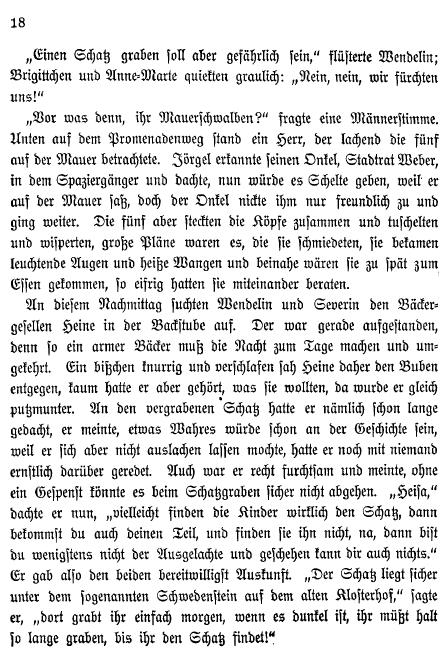 18
„Einen Schatz graben soll aber gefährlich sein,“ flüsterte Wendelin;
Brigittchen und Anne-Marte quiekten graulich: „Nein, nein, wir fürchten
uns!“
„Vor was denn, ihr Mauerschwalben?“ fragte eine Männerstimme.
Unten auf dem Promenadenweg stand ein Herr, der lachend die fünf
auf der Mauer betrachtete. Jörgel erkannte seinen Onkel, Stadtrat Weber,
in dem Spaziergänger und dachte, nun würde es Schelte geben, weil er
auf der Mauer saß, doch der Onkel nickte ihm nur freundlich zu und
ging weiter. Die fünf aber steckten die Köpfe zusammen und tuschelten
und wisperten, große Pläne waren es, die sie schmiedeten, sie bekamen
leuchtende Augen und heiße Wangen und beinahe wären sie zu spät zum
Essen gekommen, so eifrig hatten sie miteinander beraten.
An diesem Nachmittag suchten Wendelin und Severin den Bäcker-
gesellen Heine in der Backstube auf. Der war gerade aufgestanden,
denn so ein armer Bäcker muß die Nacht zum Tage machen und um-
gekehrt. Ein bißchen knurrig und verschlafen sah Heine daher den Buben
entgegen, kaum hatte er aber gehört, was sie wollten, da wurde er gleich
putzmunter. An den vergrabenen Schatz hatte er nämlich schon lange
gedacht, er meinte, etwas Wahres würde schon an der Geschichte sein,
weil er sich aber nicht auslachen lassen mochte, hatte er noch mit niemand
ernstlich darüber geredet. Auch war er recht furchtsam und meinte, ohne
ein Gespenst könnte es beim Schatzgraben sicher nicht abgehen. „Heisa,“
dachte er nun, „vielleicht finden die Kinder wirklich den Schatz, dann
bekommst du auch deinen Teil, und finden sie ihn nicht, na, dann bist
du wenigstens nicht der Ausgelachte und geschehen kann dir auch nichts.“
Er gab also den beiden bereitwilligst Auskunft. „Der Schatz liegt sicher
unter dem sogenannten Schwedenstein auf dem alten Klosterhof,“ sagte
er, „dort grabt ihr einfach morgen, wenn es dunkel ist, ihr müßt halt
so lange graben, bis ihr den Schatz findet!“